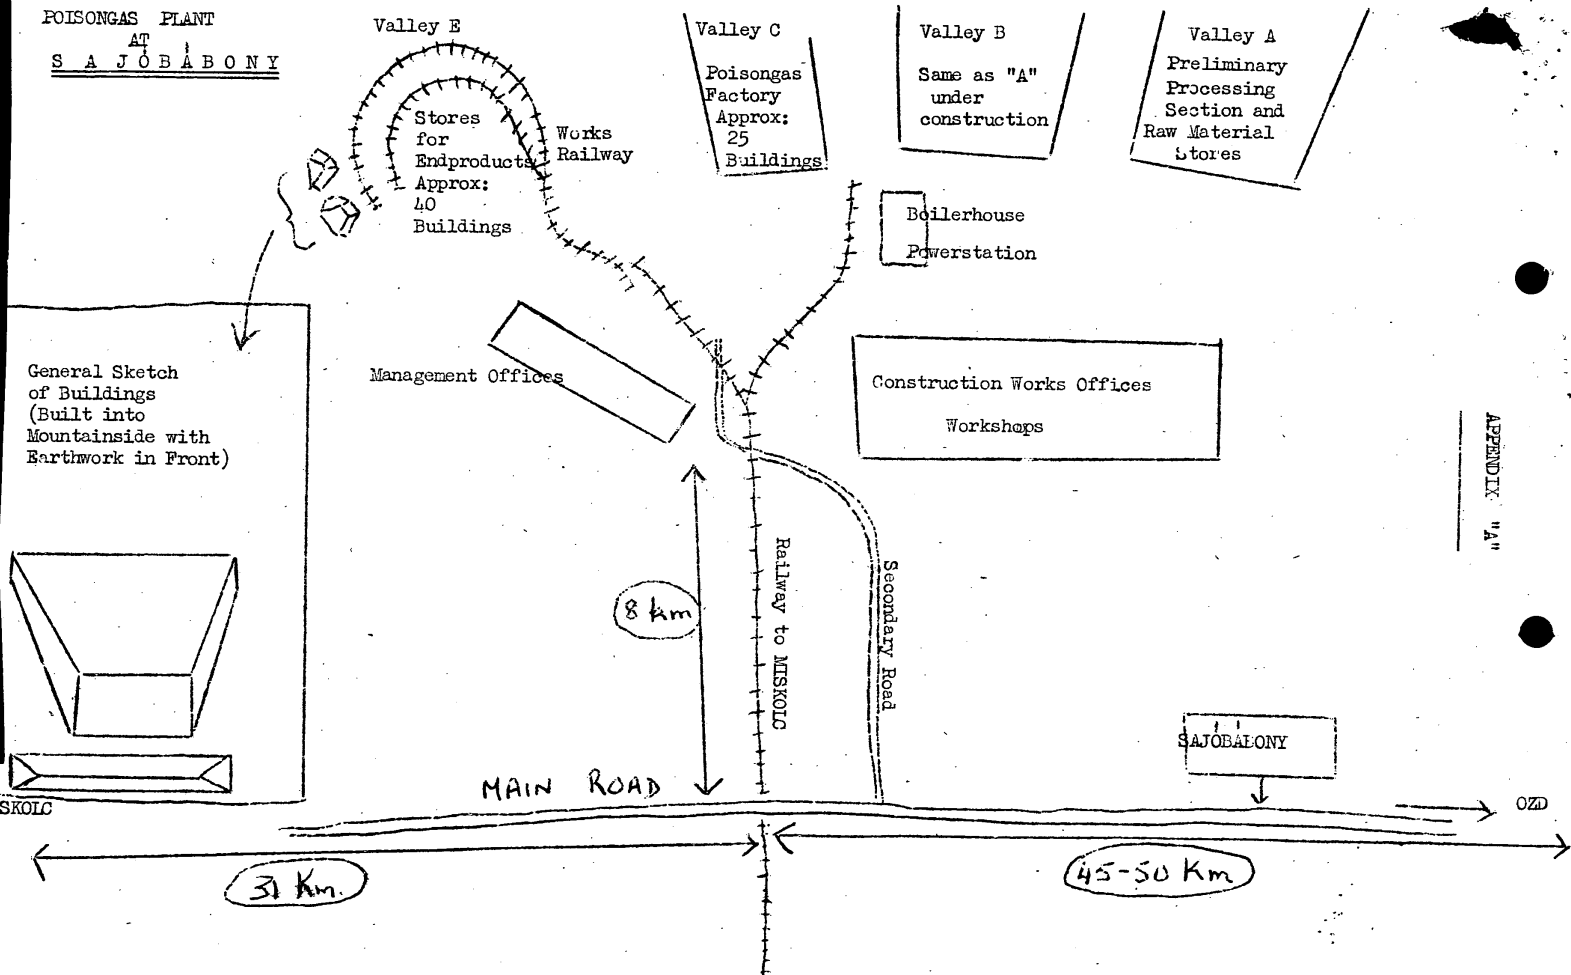 POISONGAS PLANT
AT
SAJÓBÁBONY
Valley E
Stores
for
Endproducts
Approx:
40
Buildings
Works
Railway
Valley C
Poisongas
Factory
Approx:
25
Buildings
Valley B
Same as "A"
under
construction
Valley A
Preliminary
Processing
Section and
Raw Material
Stores
Boilerhouse
Powerstation
General Sketch
of Buildings
(Built into
Mountainside with
Earthwork in Front)
Management Offices
Construction Works Offices
Workshops
APPENDIX "A"
8 km
Railway to MISKOLC
Secondary Road
SAJÓBÁBONY
MAIN ROAD
SKOLC
OZD
31 Km.
45-50 Km